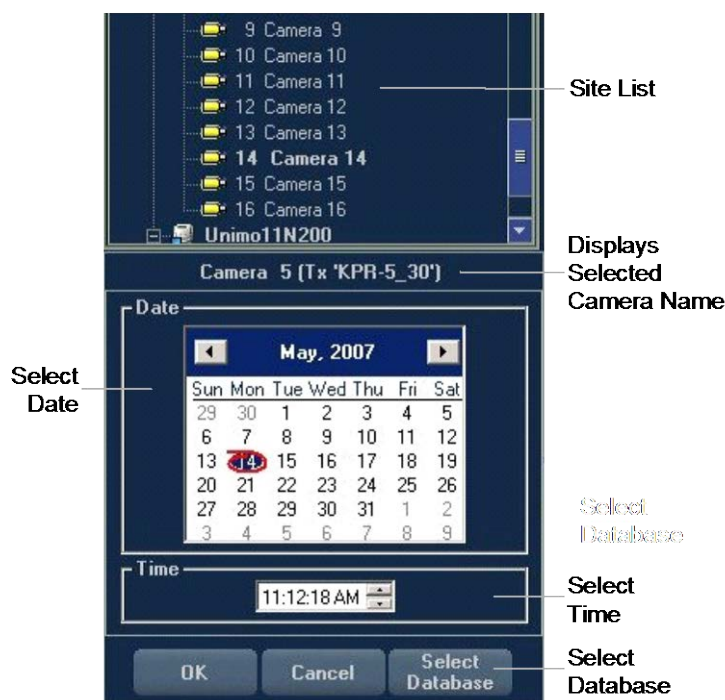 9 Camera 9
10 Camera 10
11 Camera 11
12 Camera 12
13 Camera 13
14 Camera 14
15 Camera 15
16 Camera 16
Unimo11N200
Site List
Camera 5 (Tx 'KPR-5_30')
Displays
Selected
Camera Name
Date
May, 2007
Sun Mon Tue Wed Thu Fri Sat
29 30 1 2 3 4 5
6 7 8 9 10 11 12
13 14 15 16 17 18 19
20 21 22 23 24 25 26
27 28 29 30 31 1 2
3 4 5 6 7 8 9
Select
Date
Select
Database
Time
11:12:18 AM
Select
Time
OK
Cancel
Select
Database
Select
Database